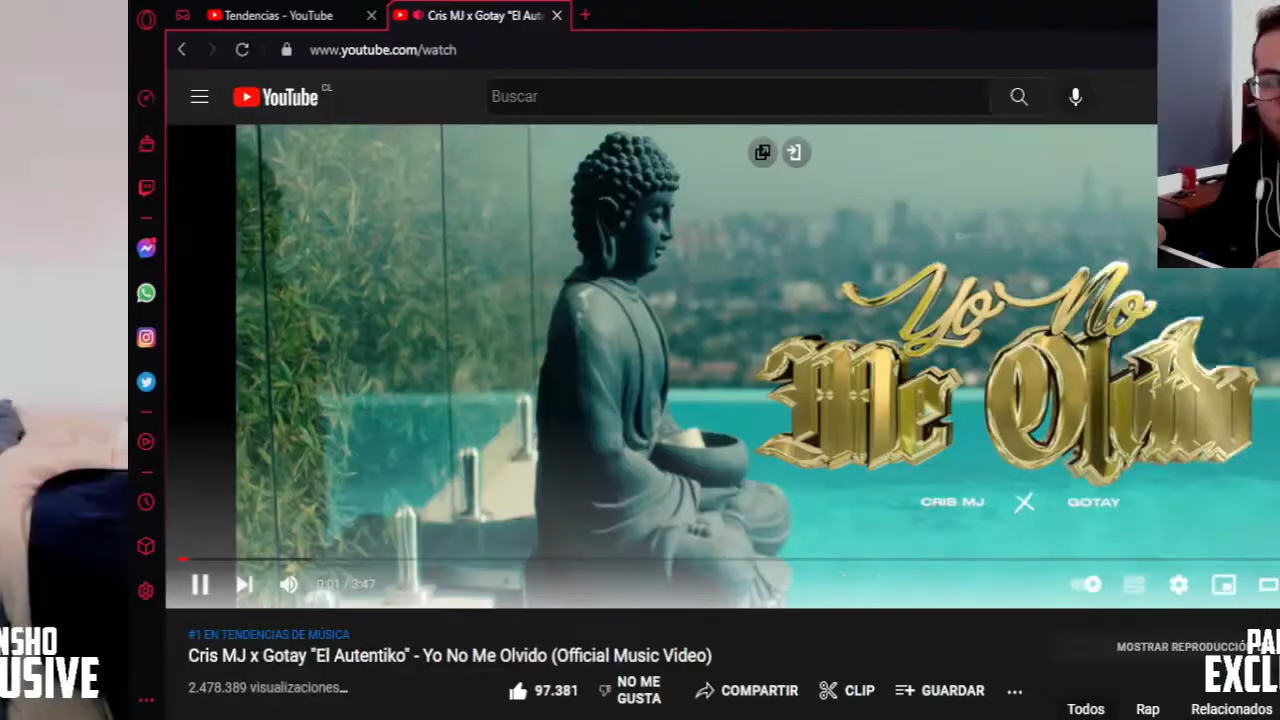 Tendencias - YouTube
Cris MJ x Gotay "El Aut
www.youtube.com/watch
YouTube CL
Buscar
Yo No
Me Olvido
CRIS MJ X GOTAY
0:01 / 3:47
#1 EN TENDENCIAS DE MÚSICA
Cris MJ x Gotay "El Autentiko" - Yo No Me Olvido (Official Music Video)
MOSTRAR REPRODUCCIÓ
2.478.389 visualizaciones...
97.381
NO ME
GUSTA
COMPARTIR
CLIP
GUARDAR
Todos
Rap
Relacionados
NSHO
USIVE
PA
EXCL